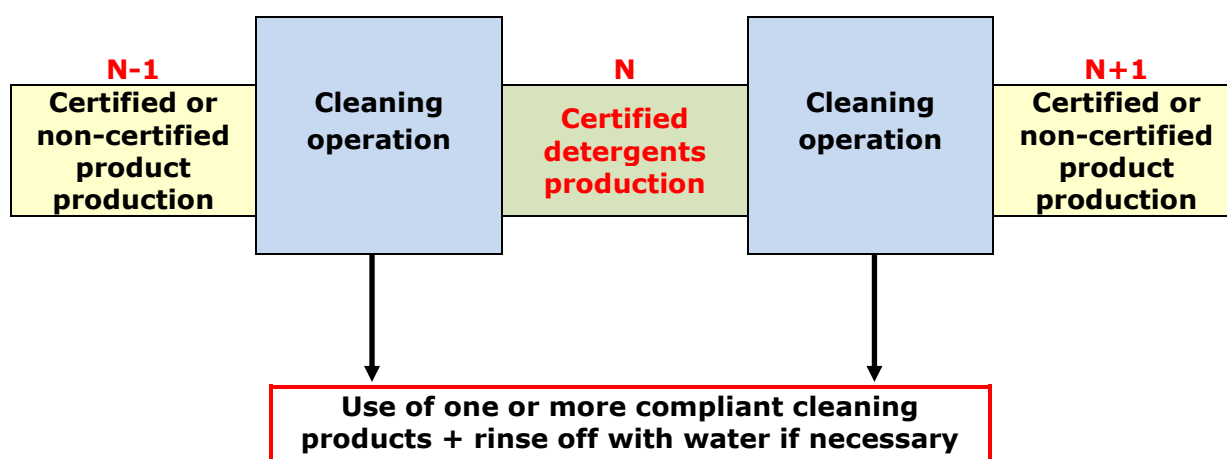 N-1
Certified or
non-certified
product
production
Cleaning
operation
N
Certified
detergents
production
Cleaning
operation
N+1
Certified or
non-certified
product
production
Use of one or more compliant cleaning
products + rinse off with water if necessary